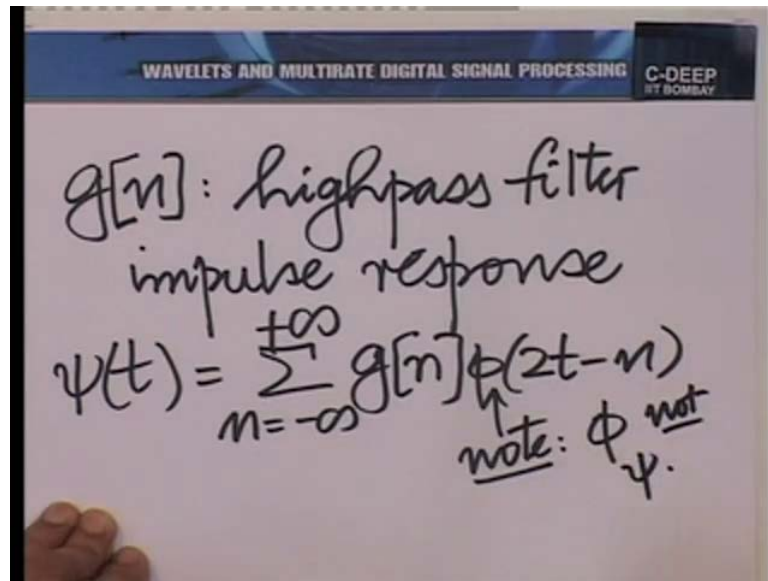 WAVELETS AND MULTIRATE DIGITAL SIGNAL PROCESSING
C-DEEP
IIT BOMBAY
g[n]: highpass filter
impulse response
+∞
ψ(t) = Σ g[n]ϕ(2t-n)
n=-∞
note: ϕ not
ψ.